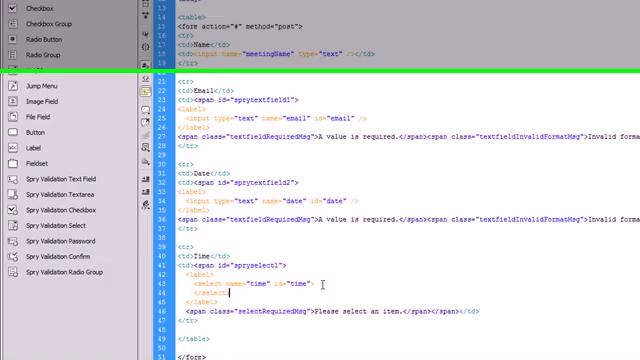 Checkbox
Checkbox Group
Radio Button
Radio Group
Jump Menu
Image Field
File Field
Button
Label
Fieldset
Spry Validation Text Field
Spry Validation Textarea
Spry Validation Checkbox
Spry Validation Select
Spry Validation Password
Spry Validation Confirm
Spry Validation Radio Group
13
14 <table>
15 <form action="#" method="post">
16 <tr>
17 <td>Name</td>
18 <td><input name="meetingName" type="text" /></td>
19 </tr>
20
21 <tr>
22 <td>Email</td>
23 <td><span id="sprytextfield1">
24 <label>
25 <input type="text" name="email" id="email" />
26 </label>
27 <span class="textfieldRequiredMsg">A value is required.</span><span class="textfieldInvalidFormatMsg">Invalid forma
28 </tr>
29
30 <tr>
31 <td>Date</td>
32 <td><span id="sprytextfield2">
33 <label>
34 <input type="text" name="date" id="date" />
35 </label>
36 <span class="textfieldRequiredMsg">A value is required.</span><span class="textfieldInvalidFormatMsg">Invalid forma
37 </tr>
38
39 <tr>
40 <td>Time</td>
41 <td><span id="spryselect1">
42 <label>
43 <select name="time" id="time">
44 </select>
45 </label>
46 <span class="selectRequiredMsg">Please select an item.</span></span></td>
47 </tr>
48
49 </table>
50
51 </form>